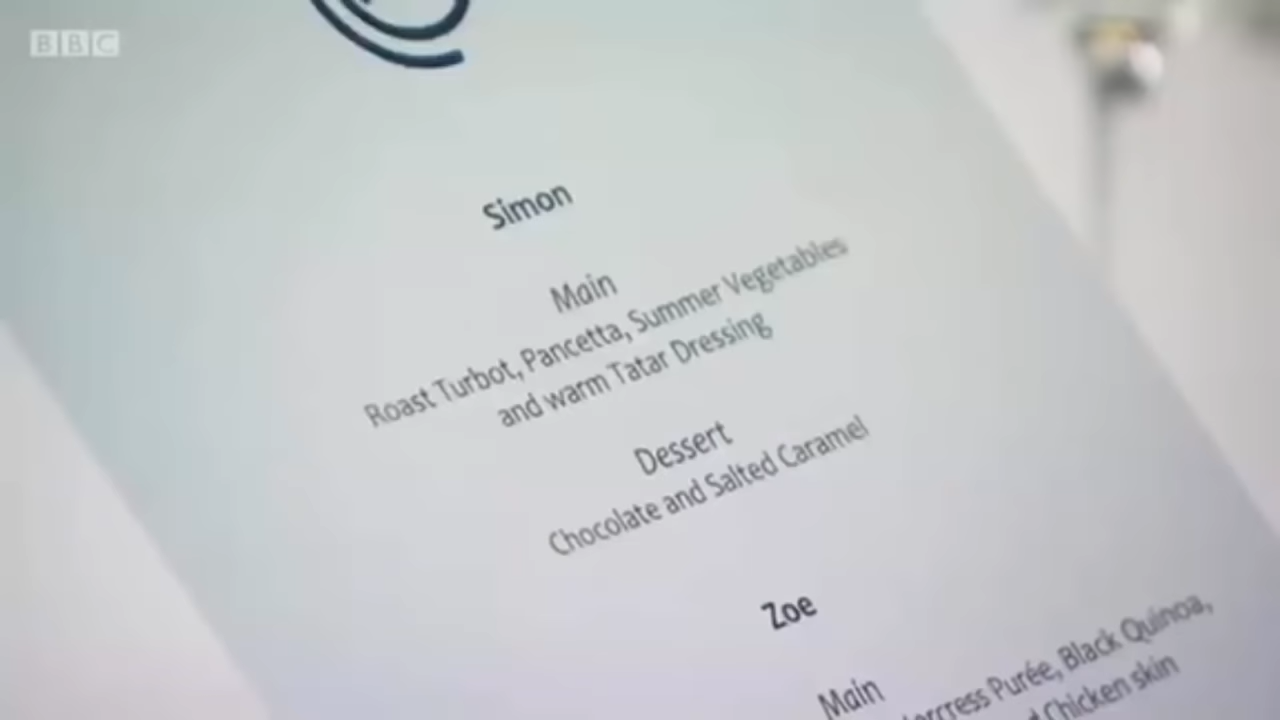 BBC
Simon
Main
Roast Turbot, Pancetta, Summer Vegetables
and warm Tatar Dressing
Dessert
Chocolate and Salted Caramel
Zoe
Main
Purée, Black Quinoa,
Chicken skin